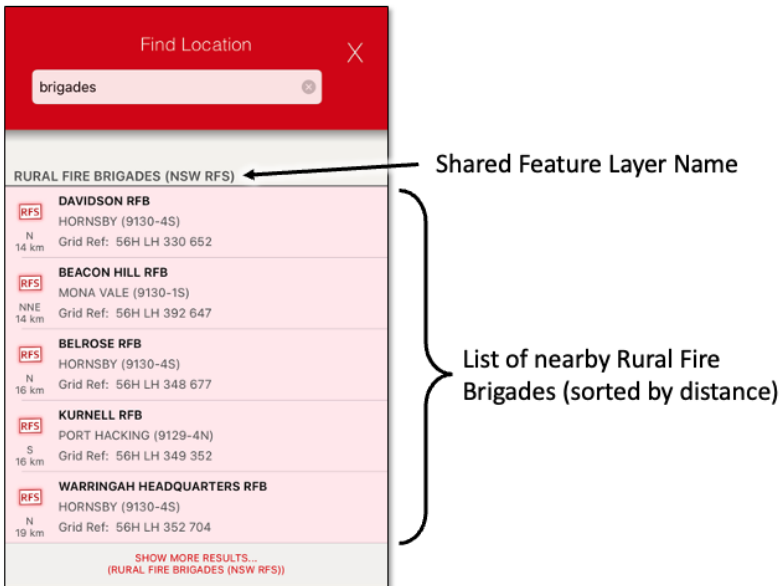 Find Location
X
brigades
RURAL FIRE BRIGADES (NSW RFS)
Shared Feature Layer Name
RFS
N
14 km
DAVIDSON RFB
HORNSBY (9130-4S)
Grid Ref: 56H LH 330 652
RFS
NNE
14 km
BEACON HILL RFB
MONA VALE (9130-1S)
Grid Ref: 56H LH 392 647
RFS
N
16 km
BELROSE RFB
HORNSBY (9130-4S)
Grid Ref: 56H LH 348 677
RFS
S
16 km
KURNELL RFB
PORT HACKING (9129-4N)
Grid Ref: 56H LH 349 352
RFS
N
19 km
WARRINGAH HEADQUARTERS RFB
HORNSBY (9130-4S)
Grid Ref: 56H LH 352 704
List of nearby Rural Fire
Brigades (sorted by distance)
SHOW MORE RESULTS...
(RURAL FIRE BRIGADES (NSW RFS))